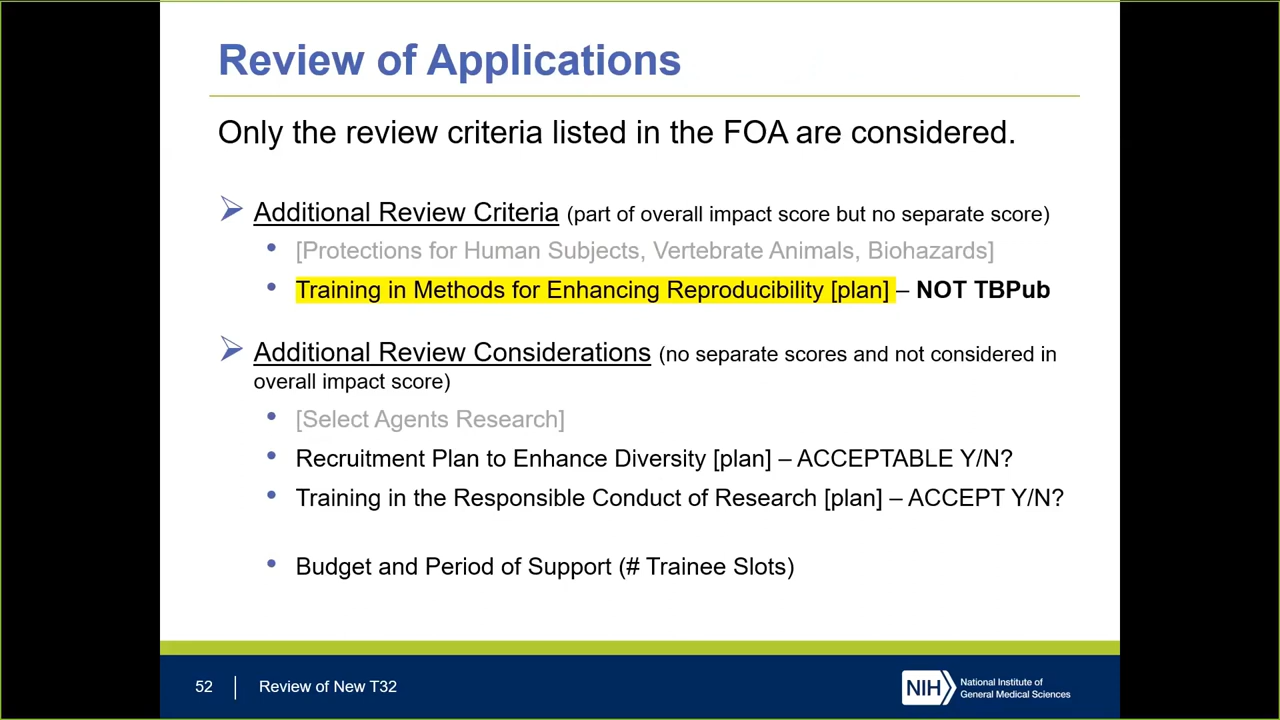 Review of Applications
Only the review criteria listed in the FOA are considered.
Additional Review Criteria (part of overall impact score but no separate score)
[Protections for Human Subjects, Vertebrate Animals, Biohazards]
Training in Methods for Enhancing Reproducibility [plan] – NOT TBPub
Additional Review Considerations (no separate scores and not considered in
overall impact score)
[Select Agents Research]
Recruitment Plan to Enhance Diversity [plan] – ACCEPTABLE Y/N?
Training in the Responsible Conduct of Research [plan] – ACCEPT Y/N?
Budget and Period of Support (# Trainee Slots)
52
Review of New T32
NIH
National Institute of
General Medical Sciences